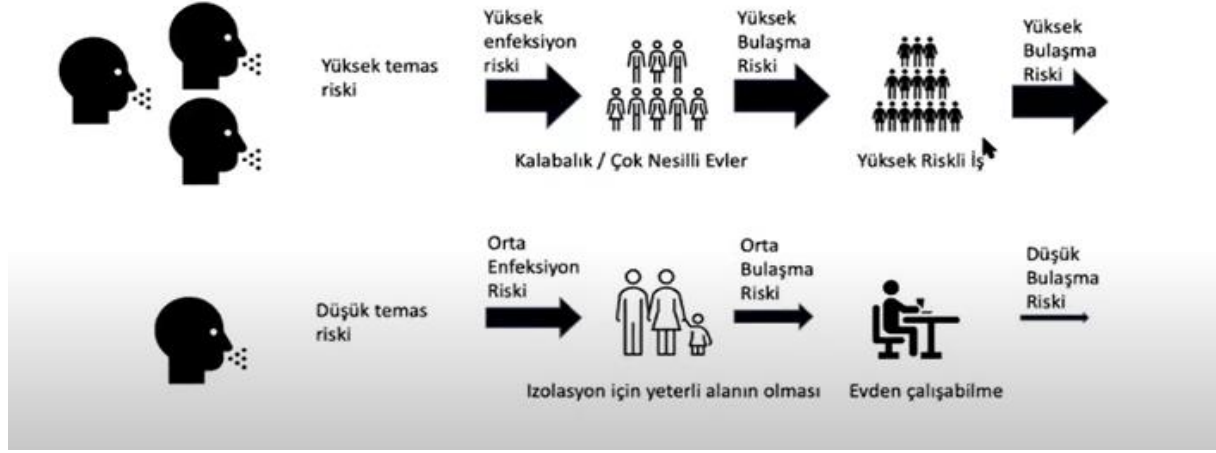 Yüksek temas
riski
Yüksek
enfeksiyon
riski
Kalabalık / Çok Nesilli Evler
Yüksek
Bulaşma
Riski
Yüksek Riskli İş
Yüksek
Bulaşma
Riski
Düşük temas
riski
Orta
Enfeksiyon
Riski
Izolasyon için yeterli alanın olması
Orta
Bulaşma
Riski
Evden çalışabilme
Düşük
Bulaşma
Riski